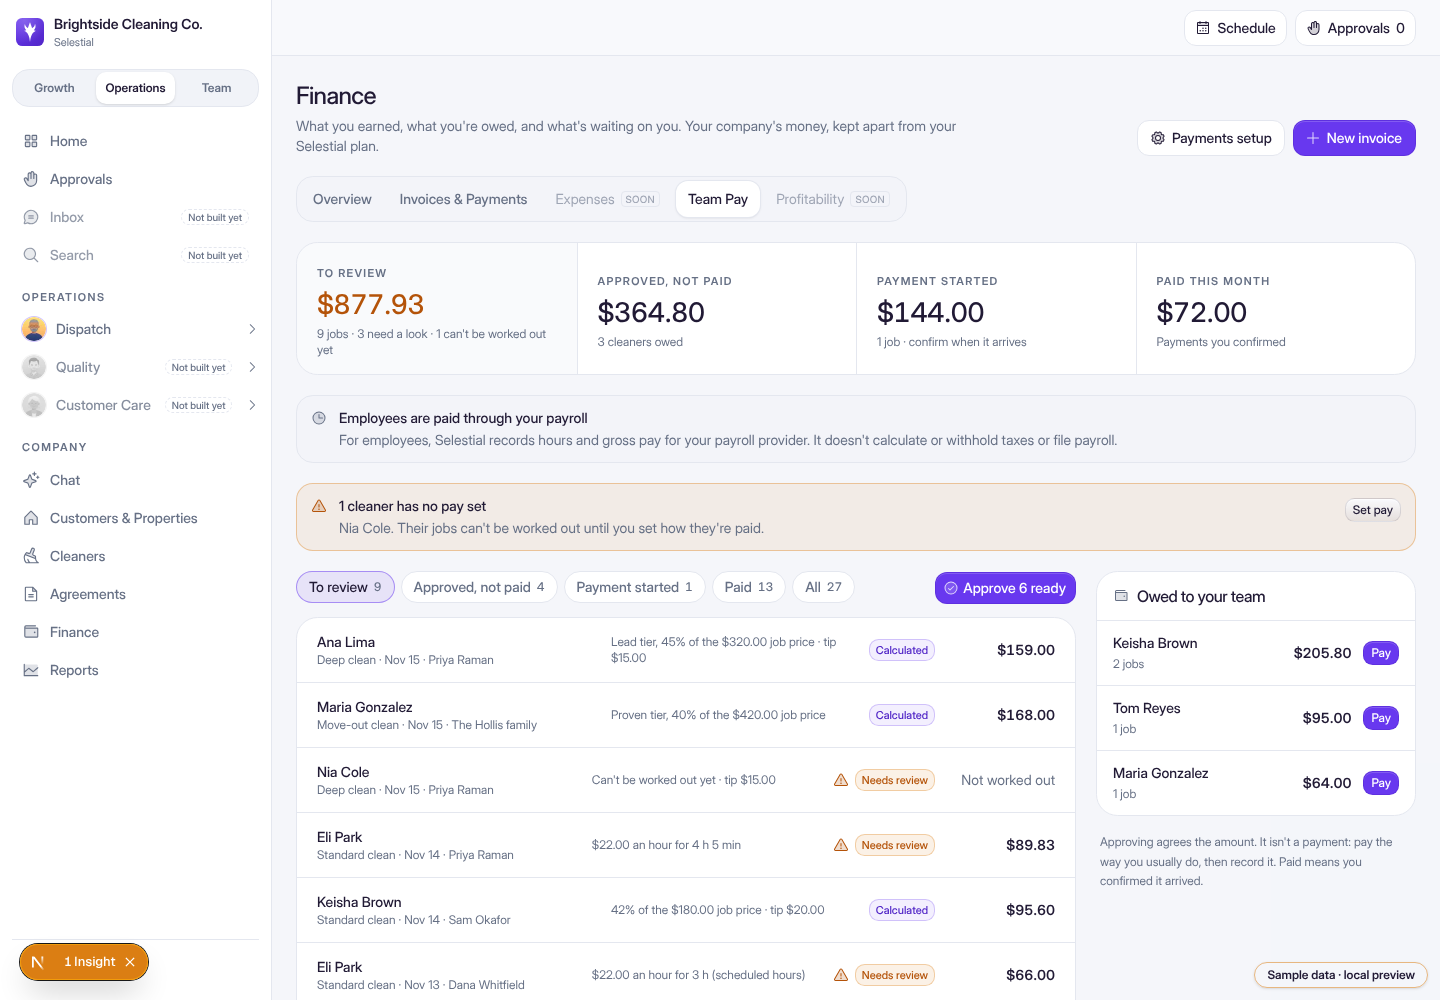 Brightside Cleaning Co.
Selestial
Growth
Operations
Team
Home
Approvals
Inbox
Not built yet
Search
Not built yet
OPERATIONS
Dispatch
Quality
Not built yet
Customer Care
Not built yet
COMPANY
Chat
Customers & Properties
Cleaners
Agreements
Finance
Reports
1 Insight
Schedule
Approvals 0
Finance
What you earned, what you're owed, and what's waiting on you. Your company's money, kept apart from your
Selestial plan.
Payments setup
New invoice
Overview
Invoices & Payments
Expenses SOON
Team Pay
Profitability SOON
TO REVIEW
$877.93
9 jobs · 3 need a look · 1 can't be worked out
yet
APPROVED, NOT PAID
$364.80
3 cleaners owed
PAYMENT STARTED
$144.00
1 job · confirm when it arrives
PAID THIS MONTH
$72.00
Payments you confirmed
Employees are paid through your payroll
For employees, Selestial records hours and gross pay for your payroll provider. It doesn't calculate or withhold taxes or file payroll.
1 cleaner has no pay set
Nia Cole. Their jobs can't be worked out until you set how they're paid.
Set pay
To review 9
Approved, not paid 4
Payment started 1
Paid 13
All 27
Approve 6 ready
Ana Lima
Deep clean · Nov 15 · Priya Raman
Lead tier, 45% of the $320.00 job price · tip
$15.00
Calculated
$159.00
Maria Gonzalez
Move-out clean · Nov 15 · The Hollis family
Proven tier, 40% of the $420.00 job price
Calculated
$168.00
Nia Cole
Deep clean · Nov 15 · Priya Raman
Can't be worked out yet · tip $15.00
Needs review
Not worked out
Eli Park
Standard clean · Nov 14 · Priya Raman
$22.00 an hour for 4 h 5 min
Needs review
$89.83
Keisha Brown
Standard clean · Nov 14 · Sam Okafor
42% of the $180.00 job price · tip $20.00
Calculated
$95.60
Eli Park
Standard clean · Nov 13 · Dana Whitfield
$22.00 an hour for 3 h (scheduled hours)
Needs review
$66.00
Owed to your team
Keisha Brown
2 jobs
$205.80
Pay
Tom Reyes
1 job
$95.00
Pay
Maria Gonzalez
1 job
$64.00
Pay
Approving agrees the amount. It isn't a payment: pay the
way you usually do, then record it. Paid means you
confirmed it arrived.
Sample data · local preview